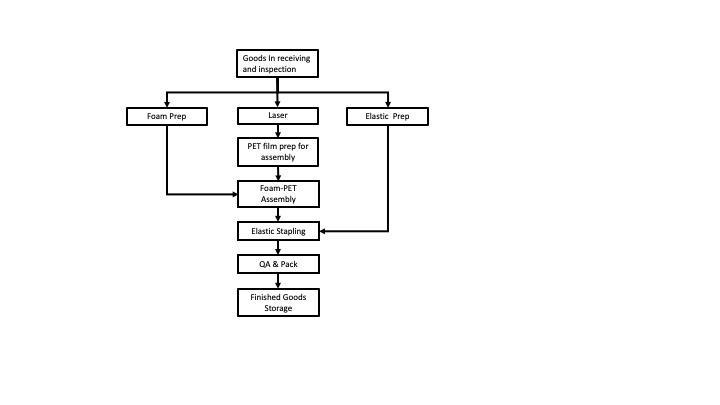 Goods In receiving
and inspection
Foam Prep
Laser
Elastic  Prep
PET film prep for
assembly
Foam-PET
Assembly
Elastic Stapling
QA & Pack
Finished Goods
Storage